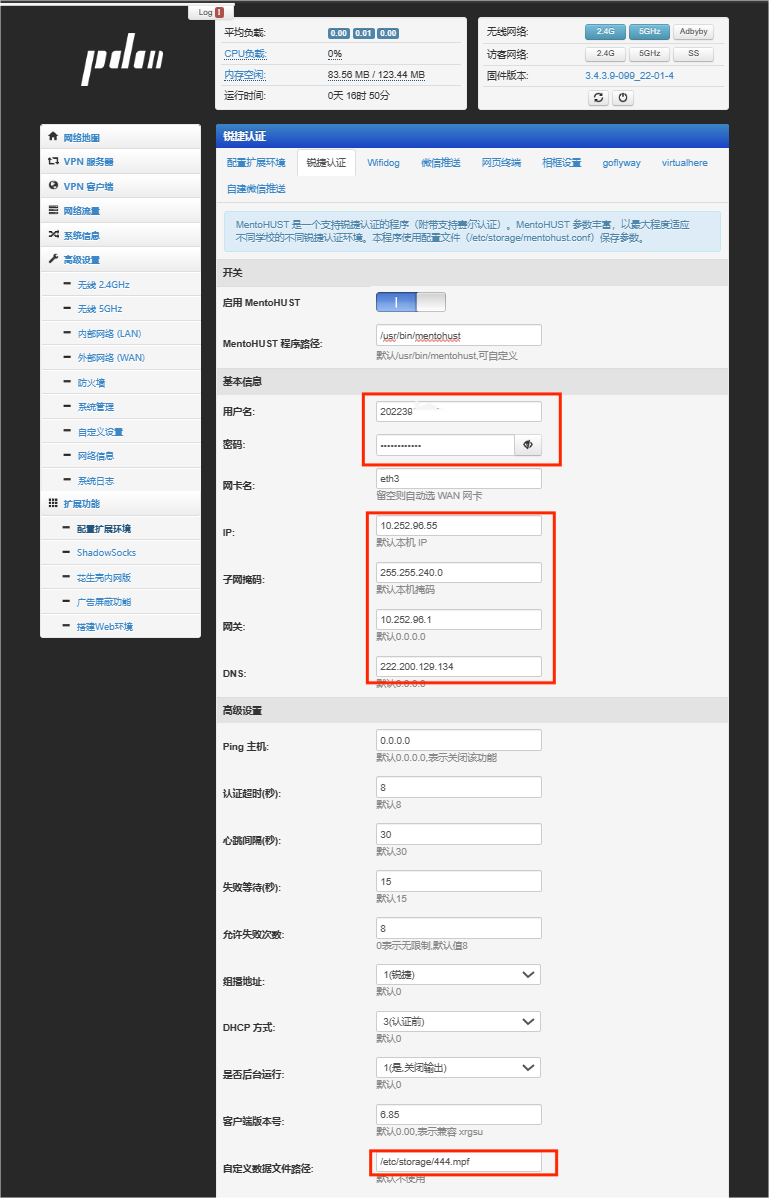 Log !
pdcn
平均负载: 0.00 0.01 0.00
CPU负载: 0%
内存空闲: 83.56 MB / 123.44 MB
运行时间: 0天 16时 50分
无线网络: 2.4G 5GHz Adbyby
访客网络: 2.4G 5GHz SS
固件版本: 3.4.3.9-099_22-01-4
网络地图
VPN 服务器
VPN 客户端
网络流量
系统信息
高级设置
无线 2.4GHz
无线 5GHz
内部网络 (LAN)
外部网络 (WAN)
防火墙
系统管理
自定义设置
网络信息
系统日志
扩展功能
配置扩展环境
ShadowSocks
花生壳内网版
广告屏蔽功能
搭建Web环境
锐捷认证
配置扩展环境 锐捷认证 Wifidog 微信推送 网页终端 相框设置 goflyway virtualhere
自建微信推送
MentoHUST 是一个支持锐捷认证的程序（附带支持赛尔认证）。MentoHUST 参数丰富，以最大程度适应
不同学校的不同锐捷认证环境。本程序使用配置文件（/etc/storage/mentohust.conf）保存参数。
开关
启用 MentoHUST
MentoHUST 程序路径: /usr/bin/mentohust
默认/usr/bin/mentohust,可自定义
基本信息
用户名: 202239
密码: ••••••••••••
网卡名: eth3
留空则自动选 WAN 网卡
IP: 10.252.96.55
默认本机 IP
子网掩码: 255.255.240.0
默认本机掩码
网关: 10.252.96.1
默认0.0.0.0
DNS: 222.200.129.134
默认0.0.0.0
高级设置
Ping 主机: 0.0.0.0
默认0.0.0.0,表示关闭该功能
认证超时(秒): 8
默认8
心跳间隔(秒): 30
默认30
失败等待(秒): 15
默认15
允许失败次数: 8
0表示无限制,默认值8
组播地址: 1(锐捷)
默认0
DHCP 方式: 3(认证前)
默认0
是否后台运行: 1(是,关闭输出)
默认0
客户端版本号: 6.85
默认0.00,表示兼容 xrgsu
自定义数据文件路径: /etc/storage/444.mpf
默认不使用